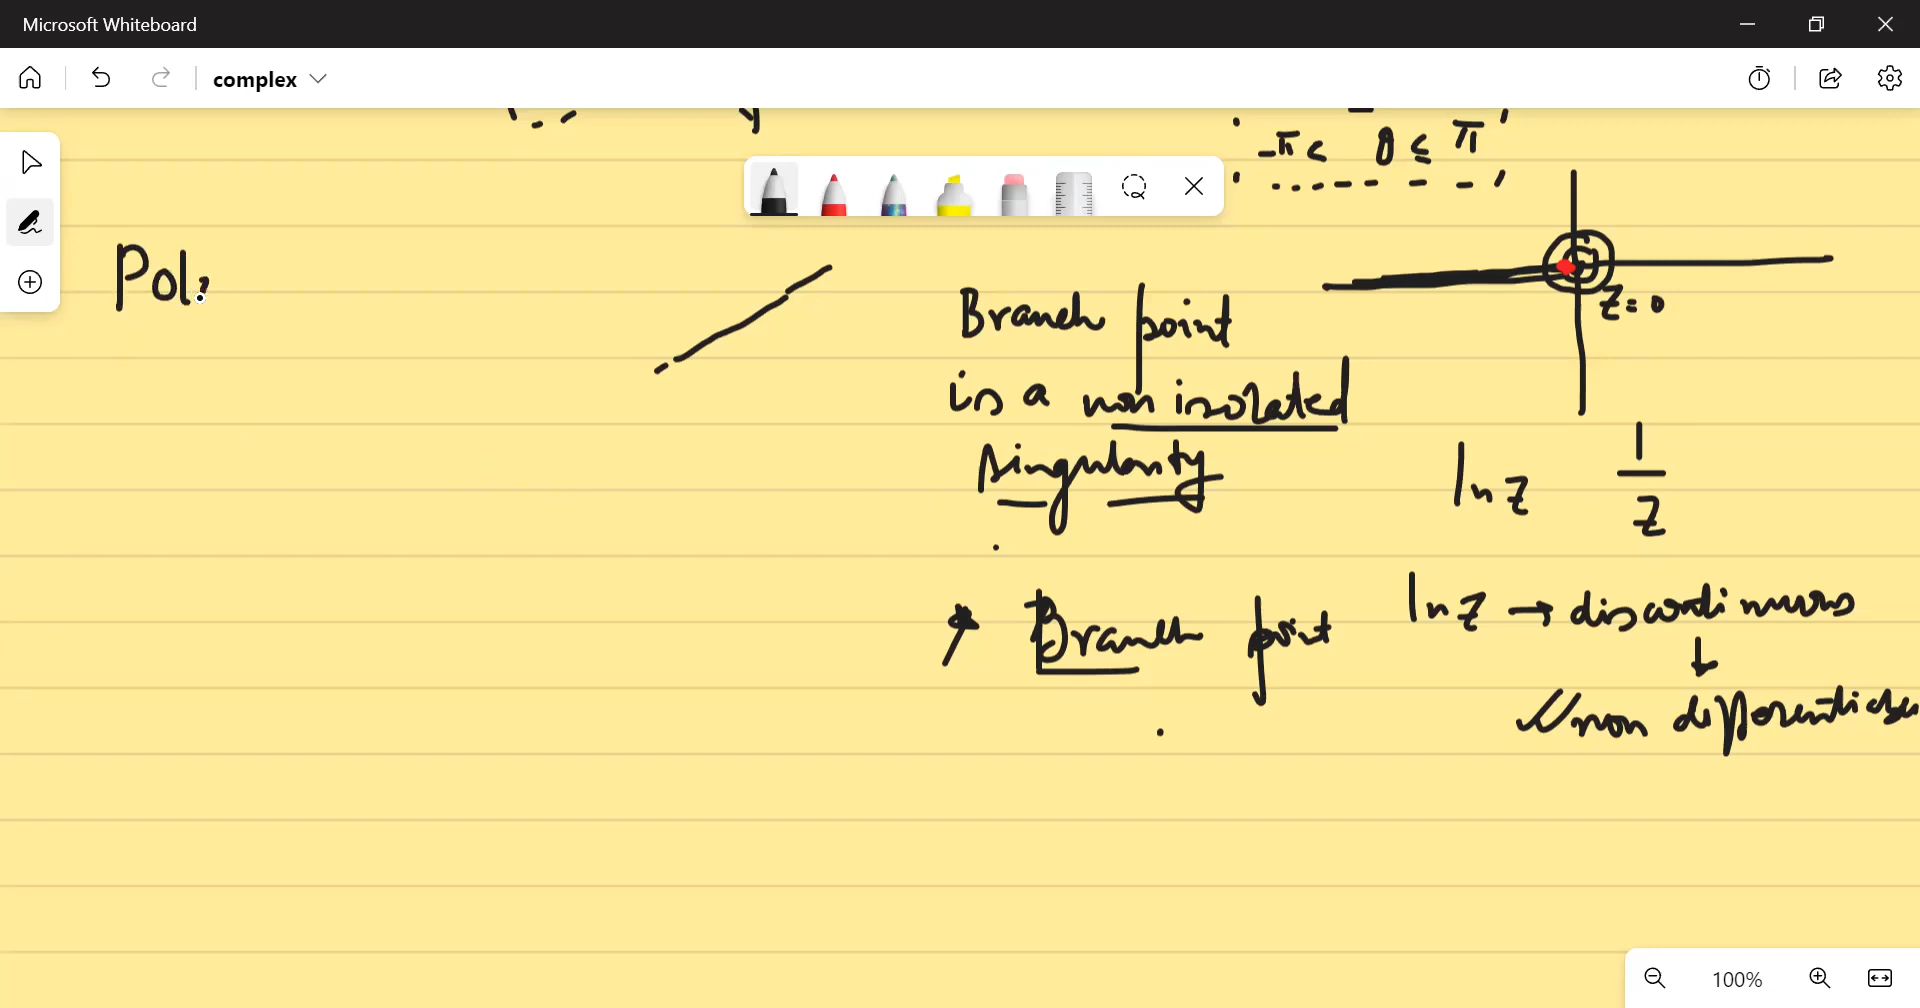 Microsoft Whiteboard
complex
-π < θ ≤ π
Pol
z = 0
Branch point
is a non isolated
singularity
ln z
1
z
Branch point
ln z → discontinuous
non differentiable
100%